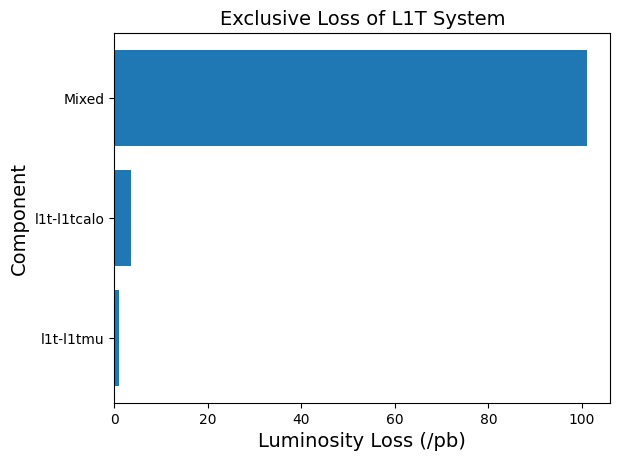 Exclusive Loss of L1T System
Component
Mixed
l1t-l1tcalo
l1t-l1tmu
0 20 40 60 80 100
Luminosity Loss (/pb)